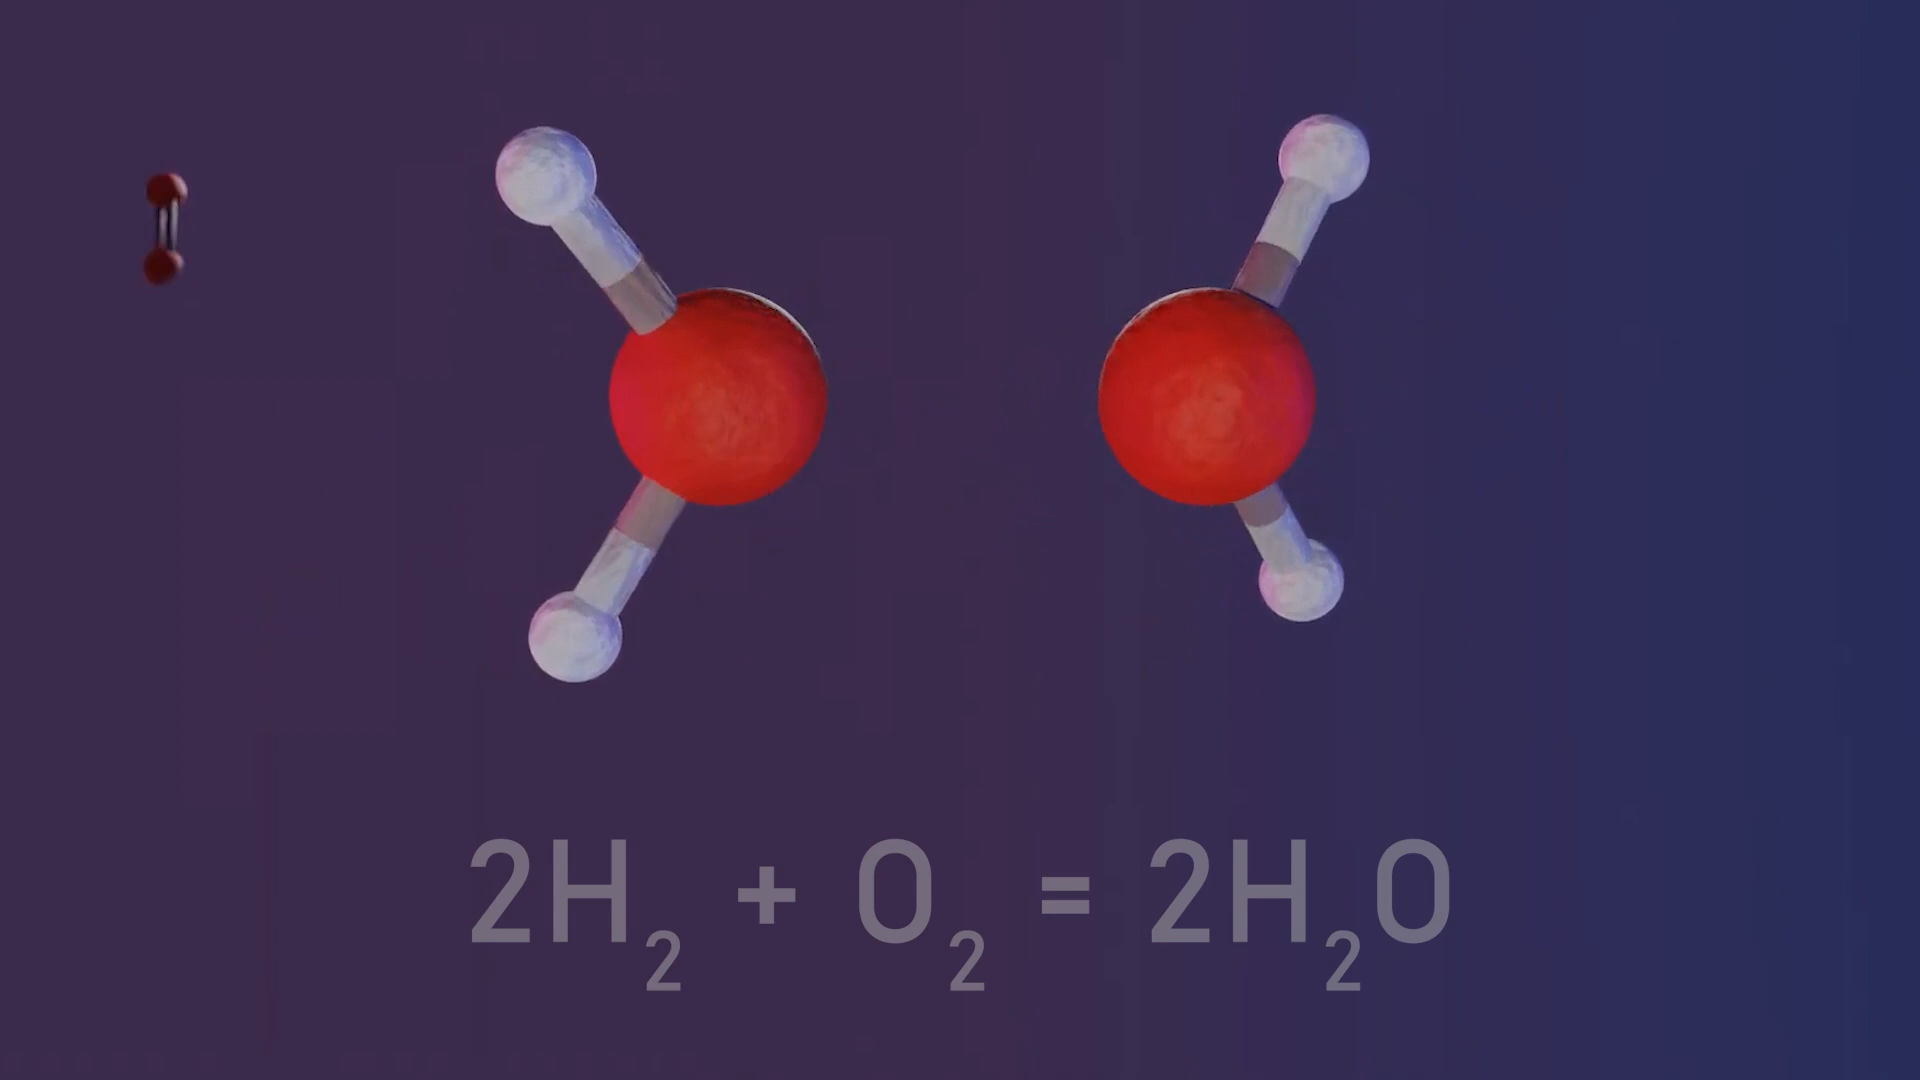 2H₂ + O₂ = 2H₂O